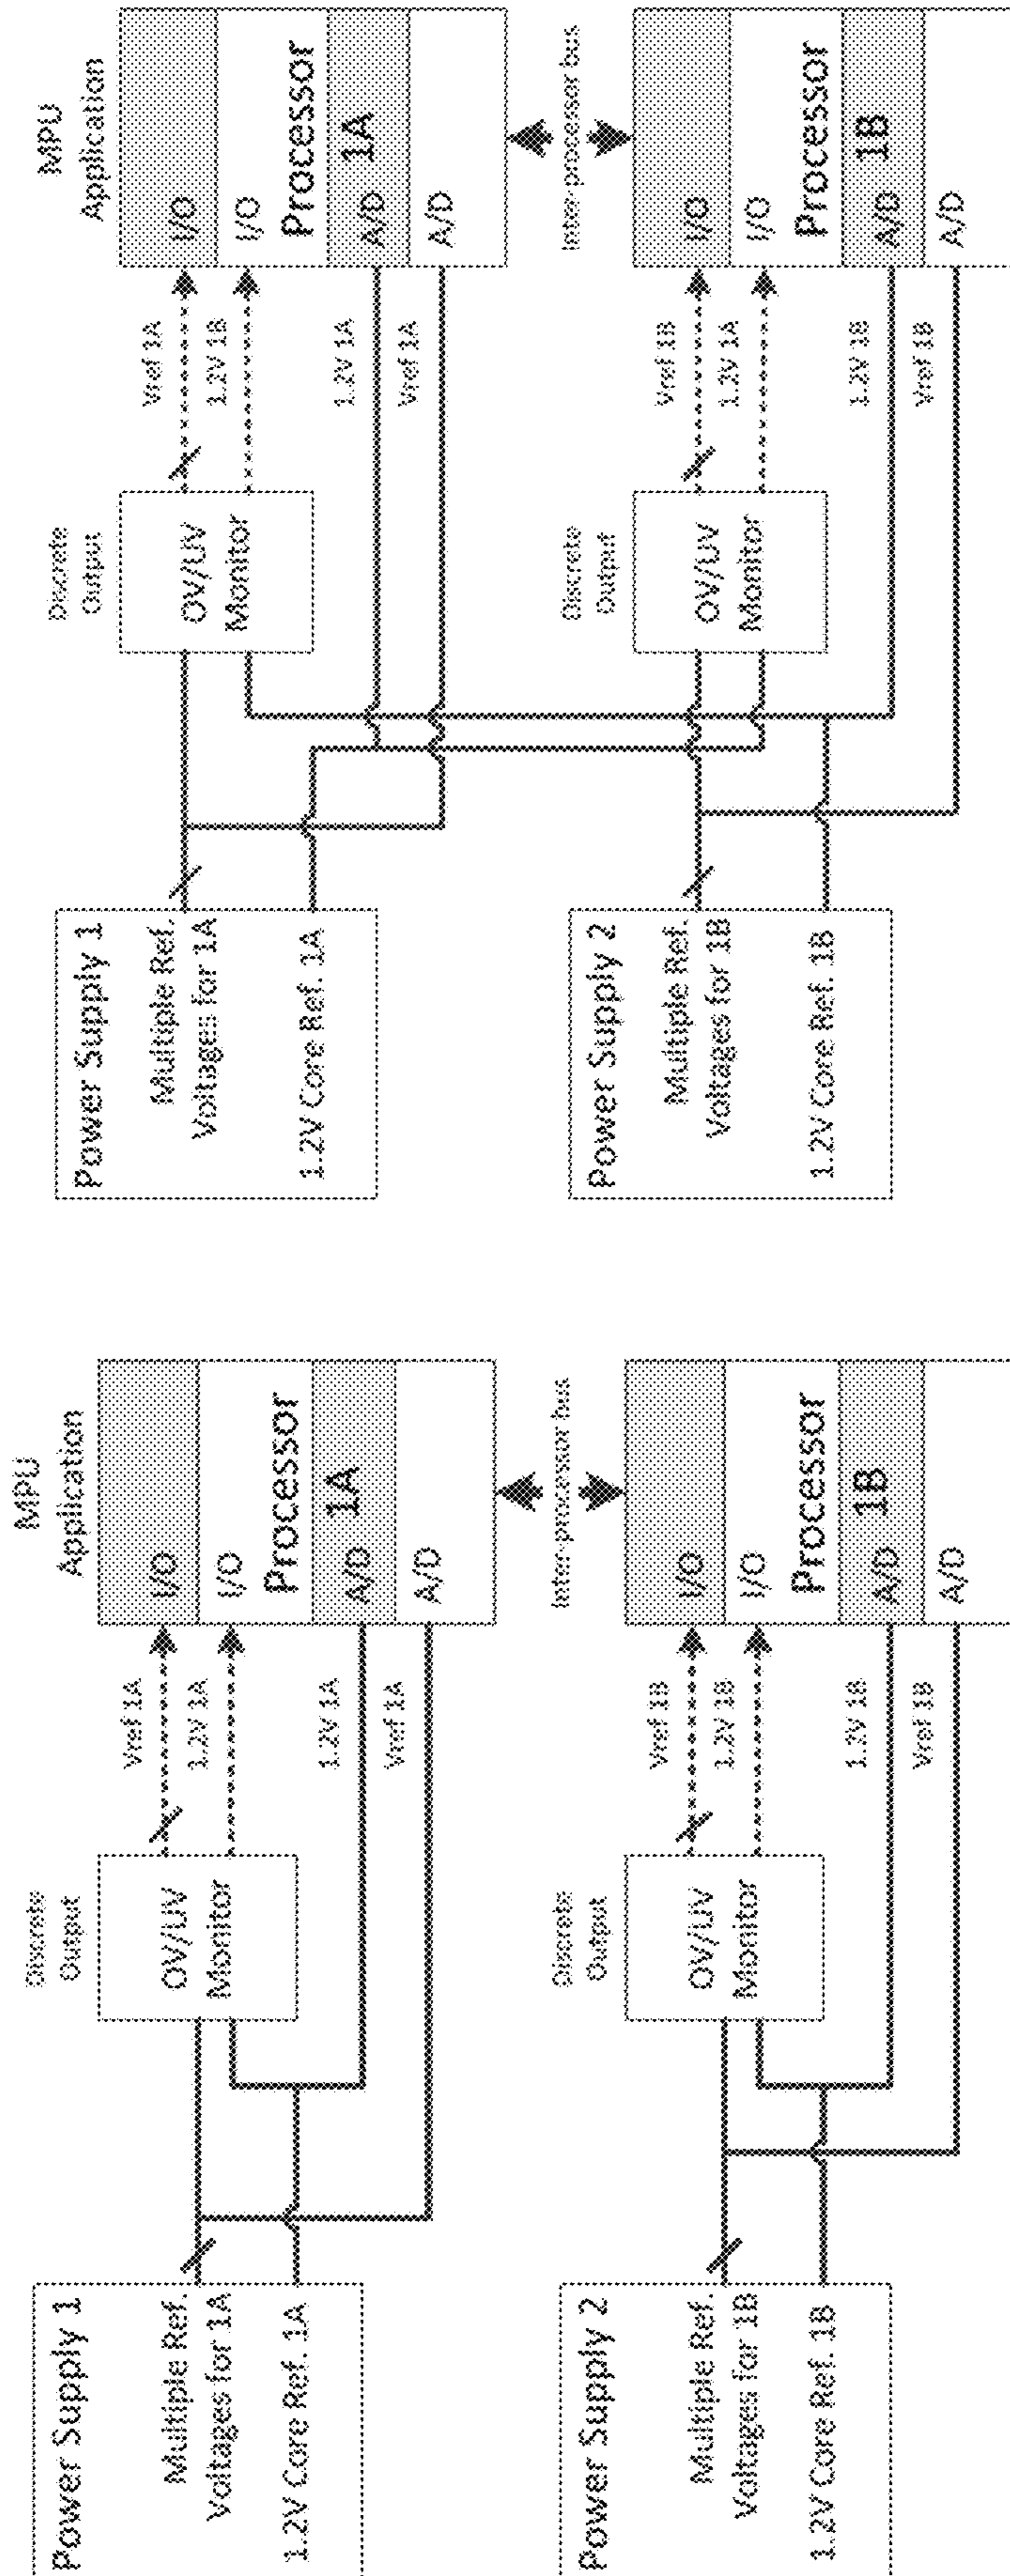 MPU
Application
Discrete
Output
Power Supply 1
Multiple Ref.
Voltages for 1A
1.2V Core Ref. 1A
OV/UV
Monitor
Vref 1A
1.2V 1A
1.2V 1A
Vref 1A
I/O
I/O
Processor
1A
A/D
A/D
Inter-processor bus
Discrete
Output
Power Supply 2
Multiple Ref.
Voltages for 1B
1.2V Core Ref. 1B
OV/UV
Monitor
Vref 1B
1.2V 1B
1.2V 1B
Vref 1B
I/O
I/O
Processor
1B
A/D
A/D
MPU
Application
Discrete
Output
Power Supply 1
Multiple Ref.
Voltages for 1A
1.2V Core Ref. 1A
OV/UV
Monitor
Vref 1A
1.2V 1B
1.2V 1A
Vref 1A
I/O
I/O
Processor
1A
A/D
A/D
Inter-processor bus
Discrete
Output
Power Supply 2
Multiple Ref.
Voltages for 1B
1.2V Core Ref. 1B
OV/UV
Monitor
Vref 1B
1.2V 1A
1.2V 1B
Vref 1B
I/O
I/O
Processor
1B
A/D
A/D